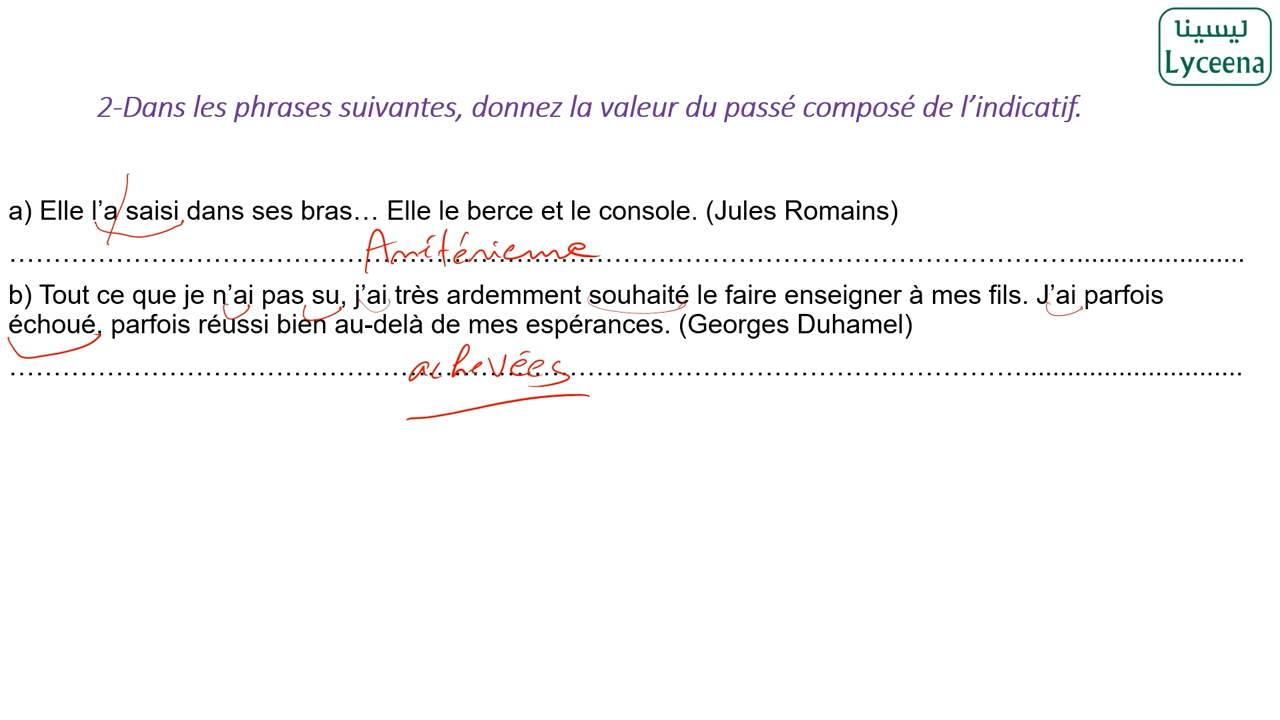 ليسينا
Lyceena
2-Dans les phrases suivantes, donnez la valeur du passé composé de l’indicatif.
a) Elle l’a saisi dans ses bras… Elle le berce et le console. (Jules Romains)
Antérieure
b) Tout ce que je n’ai pas su, j’ai très ardemment souhaité le faire enseigner à mes fils. J’ai parfois
échoué, parfois réussi bien au-delà de mes espérances. (Georges Duhamel)
achevées